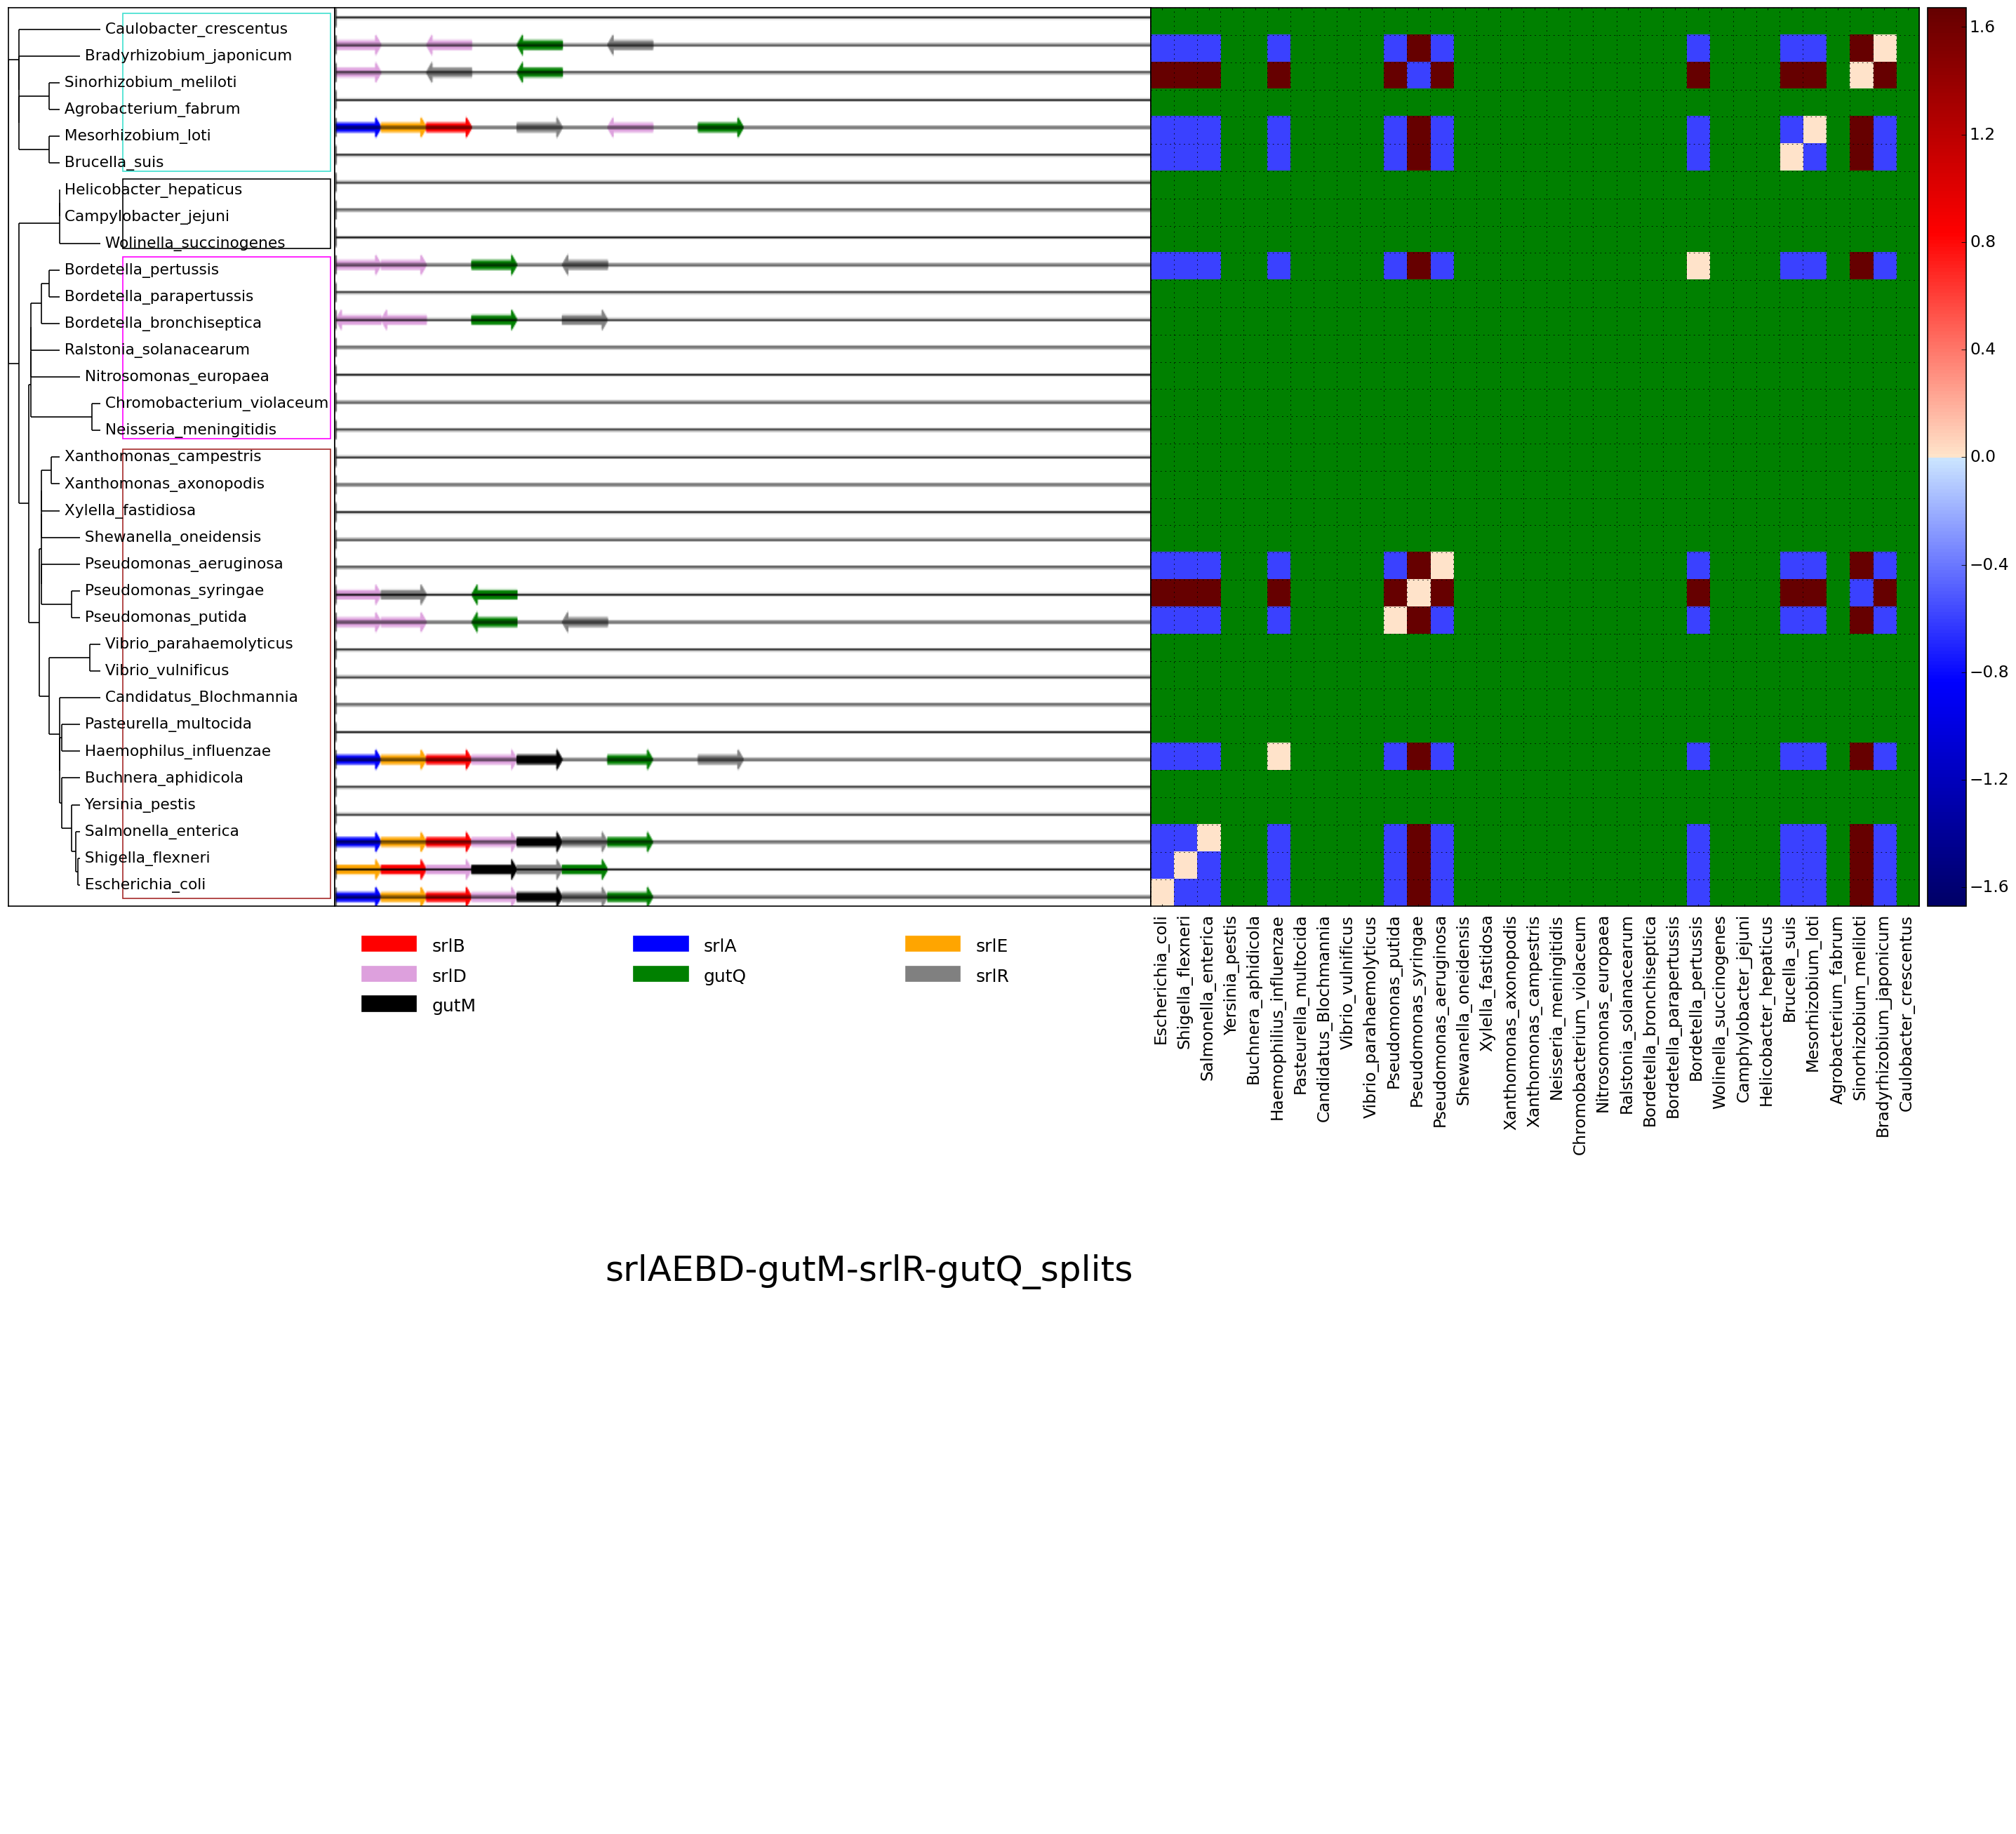 Caulobacter_crescentus
Bradyrhizobium_japonicum
Sinorhizobium_meliloti
Agrobacterium_fabrum
Mesorhizobium_loti
Brucella_suis
Helicobacter_hepaticus
Campylobacter_jejuni
Wolinella_succinogenes
Bordetella_pertussis
Bordetella_parapertussis
Bordetella_bronchiseptica
Ralstonia_solanacearum
Nitrosomonas_europaea
Chromobacterium_violaceum
Neisseria_meningitidis
Xanthomonas_campestris
Xanthomonas_axonopodis
Xylella_fastidiosa
Shewanella_oneidensis
Pseudomonas_aeruginosa
Pseudomonas_syringae
Pseudomonas_putida
Vibrio_parahaemolyticus
Vibrio_vulnificus
Candidatus_Blochmannia
Pasteurella_multocida
Haemophilus_influenzae
Buchnera_aphidicola
Yersinia_pestis
Salmonella_enterica
Shigella_flexneri
Escherichia_coli
1.6
1.2
0.8
0.4
0.0
−0.4
−0.8
−1.2
−1.6
Escherichia_coli
Shigella_flexneri
Salmonella_enterica
Yersinia_pestis
Buchnera_aphidicola
Haemophilius_influenzae
Pasteurella_multocida
Candidatus_Blochmannia
Vibrio_vulnificus
Vibrio_parahaemolyticus
Pseudomonas_putida
Pseudomonas_syringae
Pseudomonas_aeruginosa
Shewanella_oneidensis
Xylella_fastidosa
Xanthomonas_axonopodis
Xanthomonas_campestris
Neisseria_meningitidis
Chromobacterium_violaceum
Nitrosomonas_europaea
Ralstonia_solanacearum
Bordetella_bronchiseptica
Bordetella_parapertussis
Bordetella_pertussis
Wolinella_succinogenes
Camphylobacter_jejuni
Helicobacter_hepaticus
Brucella_suis
Mesorhizobium_loti
Agrobacterium_fabrum
Sinorhizobium_meliloti
Bradyrhizobium_japonicum
Caulobacter_crescentus
srlB srlA srlE
srlD gutQ srlR
gutM
srlAEBD-gutM-srlR-gutQ_splits